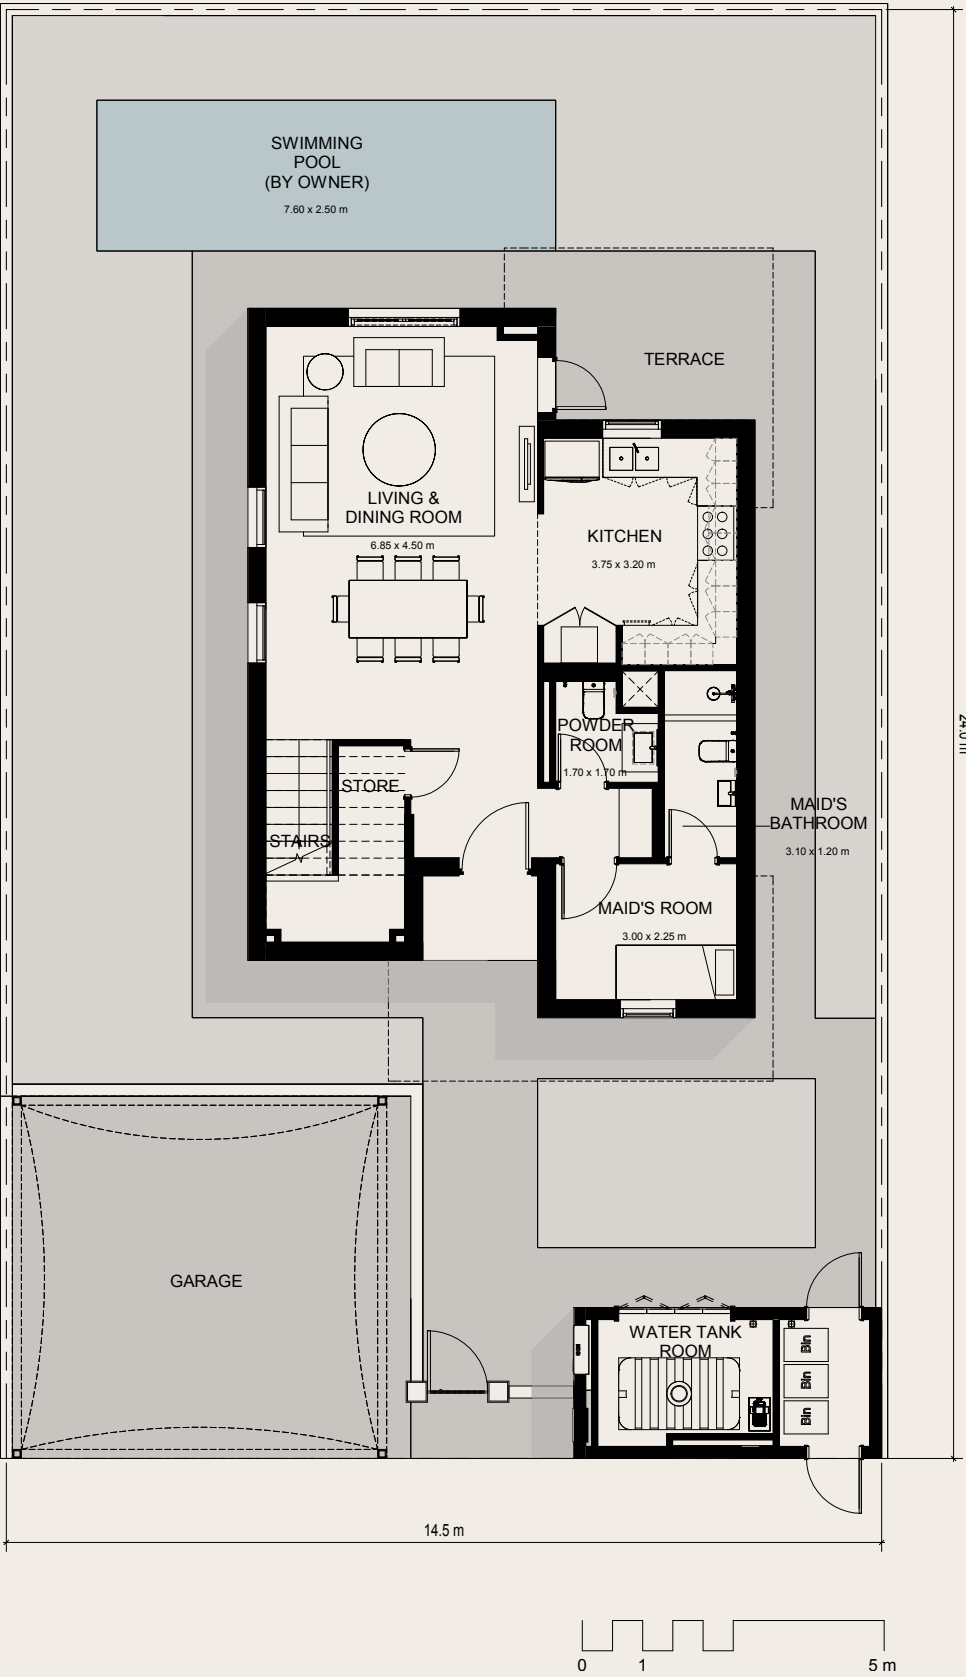 SWIMMING
POOL
(BY OWNER)
7.60 x 2.50 m
TERRACE
LIVING &
DINING ROOM
6.85 x 4.50 m
KITCHEN
3.75 x 3.20 m
POWDER
ROOM
1.70 x 1.70 m
STORE
STAIRS
MAID'S
BATHROOM
3.10 x 1.20 m
MAID'S ROOM
3.00 x 2.25 m
GARAGE
WATER TANK
ROOM
Bin
Bin
Bin
14.5 m
0 1 5 m